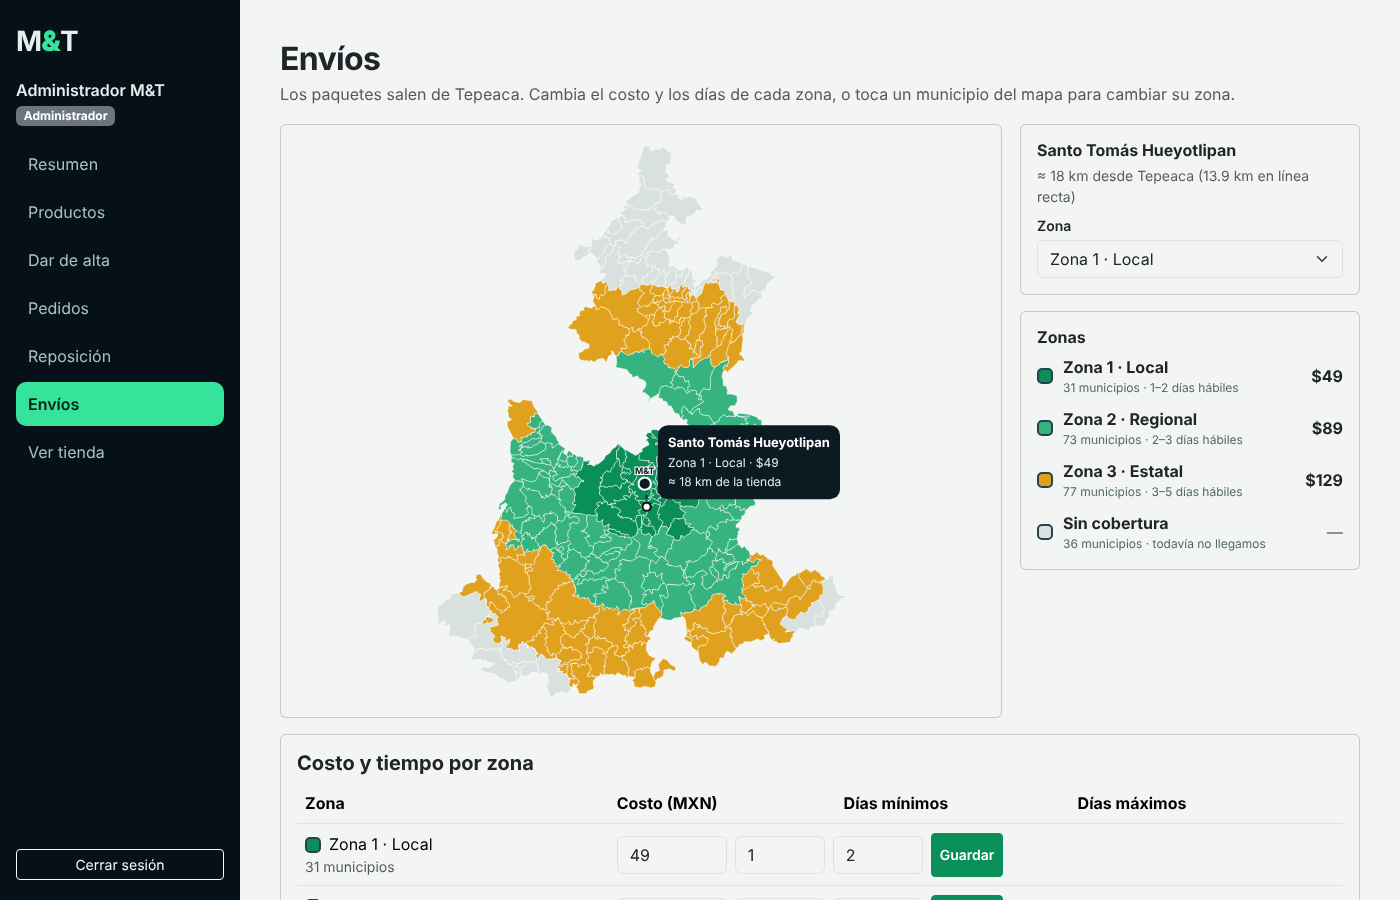 M&T
Administrador M&T
Administrador
Resumen
Productos
Dar de alta
Pedidos
Reposición
Envíos
Ver tienda
Cerrar sesión
Envíos
Los paquetes salen de Tepeaca. Cambia el costo y los días de cada zona, o toca un municipio del mapa para cambiar su zona.
M&T
Santo Tomás Hueyotlipan
Zona 1 · Local · $49
≈ 18 km de la tienda
Santo Tomás Hueyotlipan
≈ 18 km desde Tepeaca (13.9 km en línea
recta)
Zona
Zona 1 · Local
Zonas
Zona 1 · Local
31 municipios · 1–2 días hábiles
$49
Zona 2 · Regional
73 municipios · 2–3 días hábiles
$89
Zona 3 · Estatal
77 municipios · 3–5 días hábiles
$129
Sin cobertura
36 municipios · todavía no llegamos
—
Costo y tiempo por zona
Zona Costo (MXN) Días mínimos Días máximos
Zona 1 · Local
31 municipios
49 1 2 Guardar